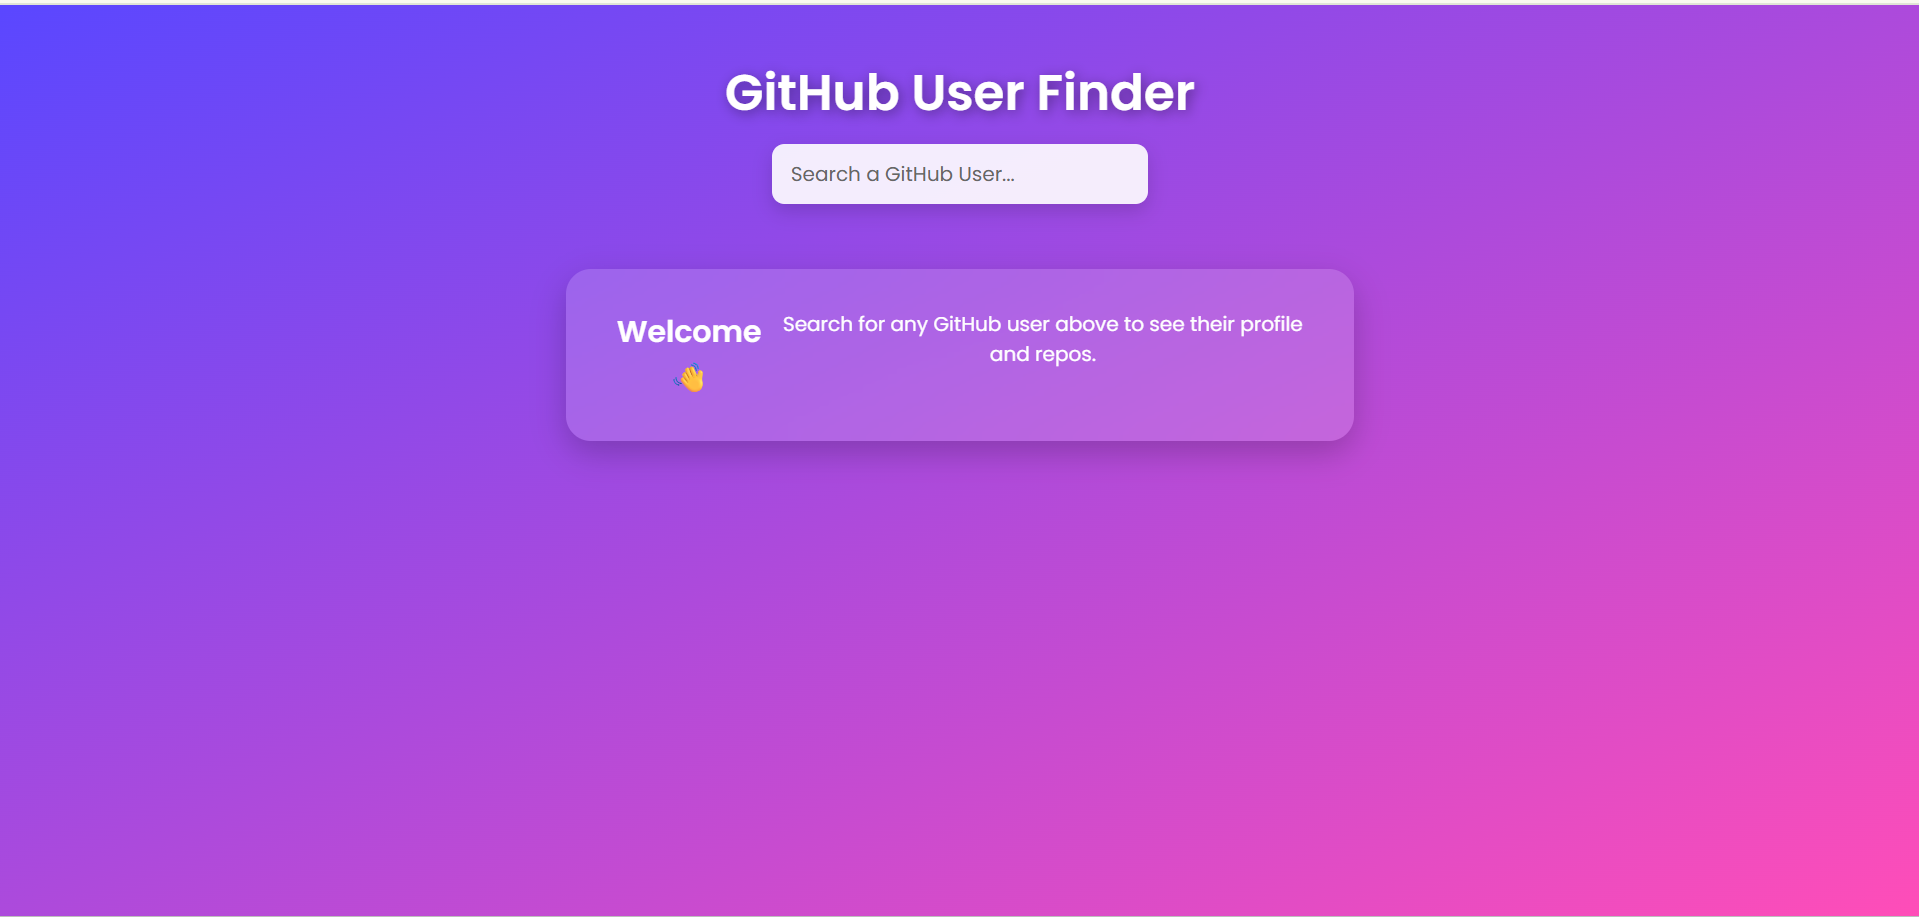 GitHub User Finder
Search a GitHub User...
Welcome
👋
Search for any GitHub user above to see their profile
and repos.